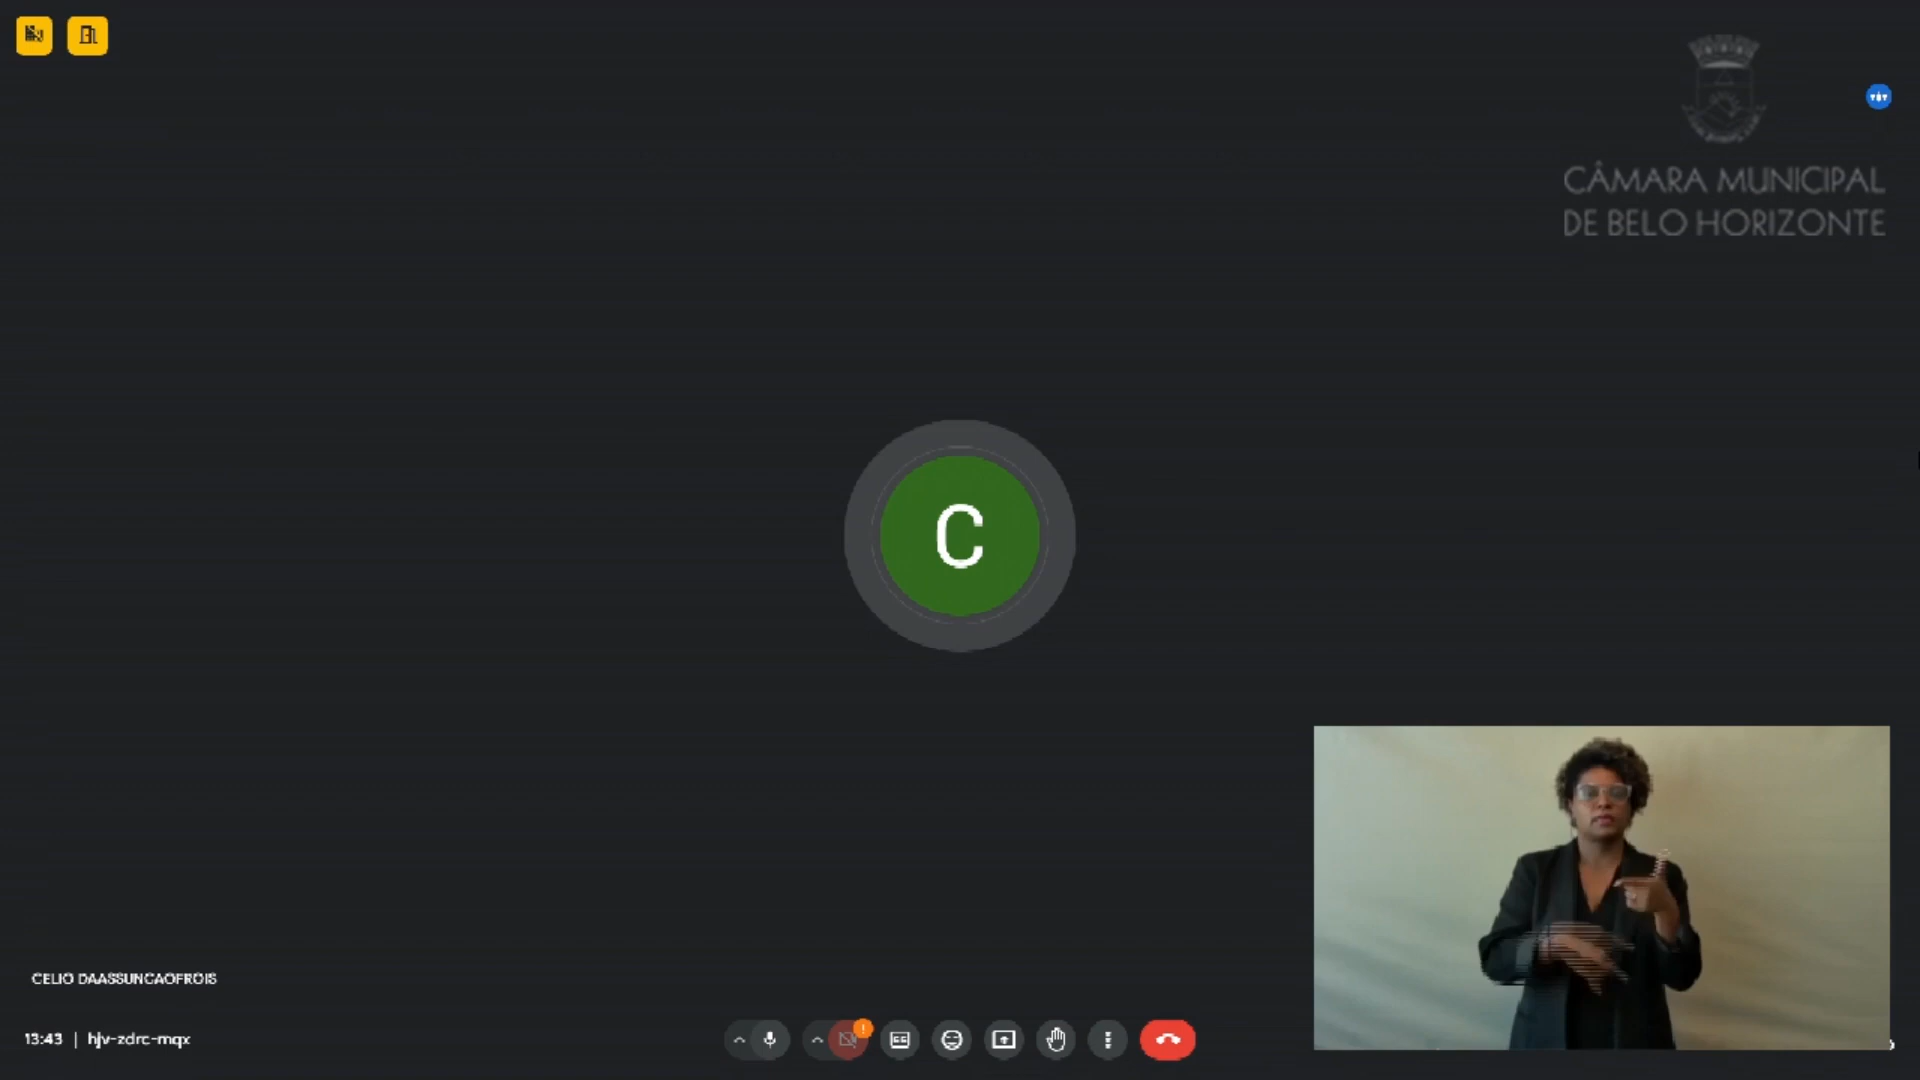 CÂMARA MUNICIPAL
DE BELO HORIZONTE
C
CELIO DAASSUNCAOFROIS
13:43 | hjv-zdrc-mqx